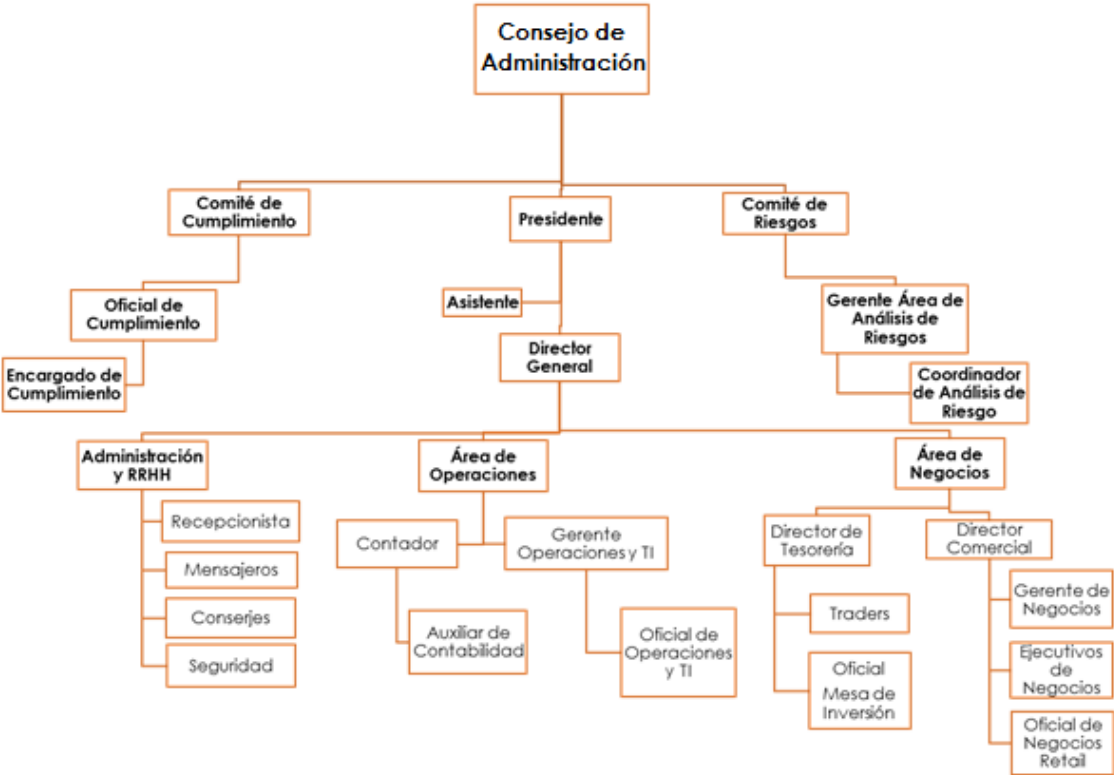 Consejo de
Administración
Comité de
Cumplimiento
Presidente
Comité de
Riesgos
Oficial de
Cumplimiento
Asistente
Gerente Área de
Análisis de
Riesgos
Director
General
Encargado de
Cumplimiento
Coordinador
de Análisis de
Riesgo
Administración
y RRHH
Área de
Operaciones
Área de
Negocios
Recepcionista
Mensajeros
Conserjes
Seguridad
Contador
Gerente
Operaciones y TI
Auxiliar de
Contabilidad
Oficial de
Operaciones
y TI
Director de
Tesorería
Director
Comercial
Traders
Oficial
Mesa de
Inversión
Gerente de
Negocios
Ejecutivos
de
Negocios
Oficial de
Negocios
Retail